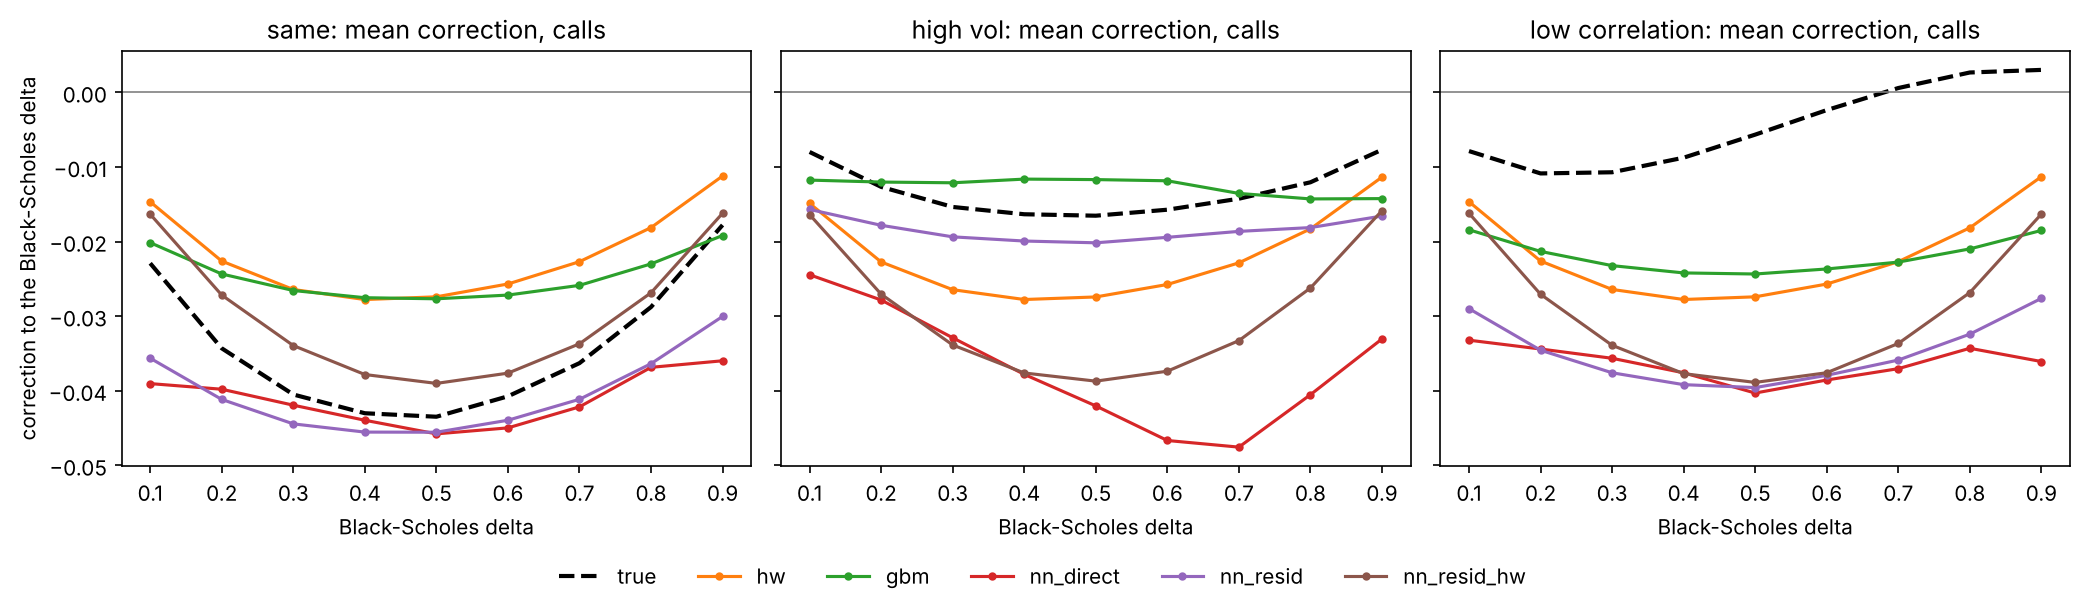 same: mean correction, calls
high vol: mean correction, calls
low correlation: mean correction, calls
correction to the Black-Scholes delta
0.00
−0.01
−0.02
−0.03
−0.04
−0.05
0.1 0.2 0.3 0.4 0.5 0.6 0.7 0.8 0.9
0.1 0.2 0.3 0.4 0.5 0.6 0.7 0.8 0.9
0.1 0.2 0.3 0.4 0.5 0.6 0.7 0.8 0.9
Black-Scholes delta
Black-Scholes delta
Black-Scholes delta
true hw gbm nn_direct nn_resid nn_resid_hw